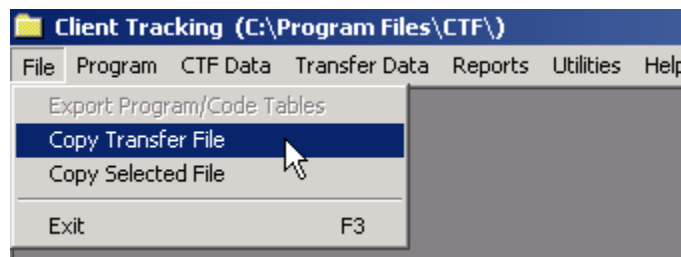 Client Tracking (C:\Program Files\CTF\)
File Program CTF Data Transfer Data Reports Utilities Help
Export Program/Code Tables
Copy Transfer File
Copy Selected File
Exit F3